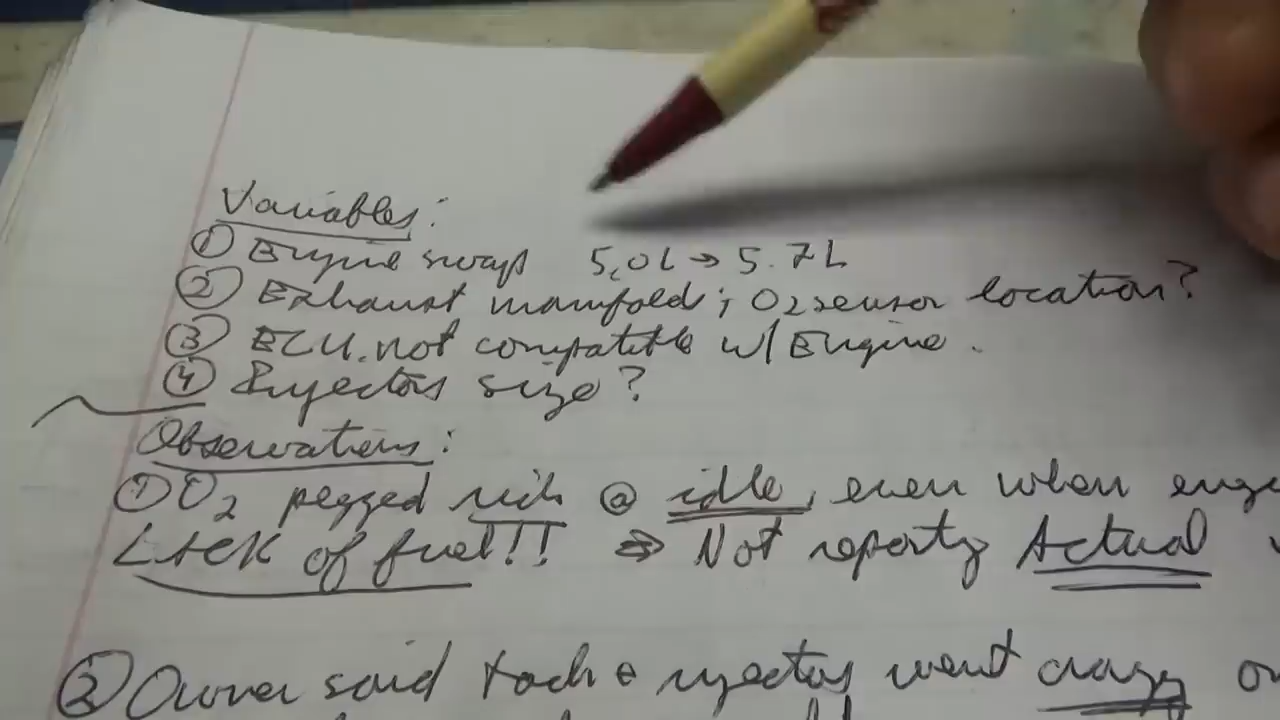 Variables:
① Engine swap 5.0L → 5.7L
② Exhaust manifold; O2 sensor location?
③ ECU not compatible w/ Engine.
④ Injectors size?
Observations:
① O2 pegged rich @ idle, even when
LACK of fuel!! ⇒ Not reporting Actual
② Owner said tach + injectors went crazy